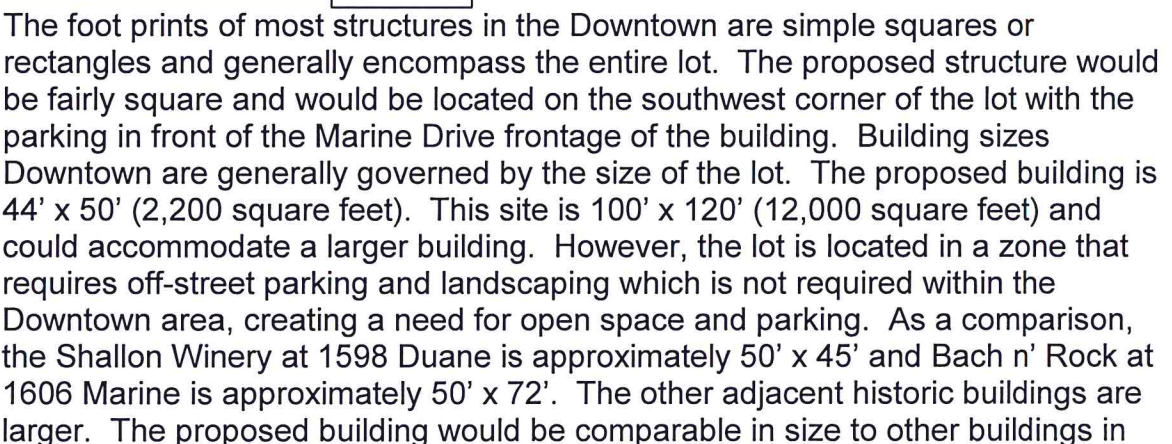 The foot prints of most structures in the Downtown are simple squares or
rectangles and generally encompass the entire lot.  The proposed structure would
be fairly square and would be located on the southwest corner of the lot with the
parking in front of the Marine Drive frontage of the building.  Building sizes
Downtown are generally governed by the size of the lot.  The proposed building is
44’ x 50’ (2,200 square feet).  This site is 100’ x 120’ (12,000 square feet) and
could accommodate a larger building.  However, the lot is located in a zone that
requires off-street parking and landscaping which is not required within the
Downtown area, creating a need for open space and parking.  As a comparison,
the Shallon Winery at 1598 Duane is approximately 50’ x 45’ and Bach n’ Rock at
1606 Marine is approximately 50’ x 72’.  The other adjacent historic buildings are
larger.  The proposed building would be comparable in size to other buildings in